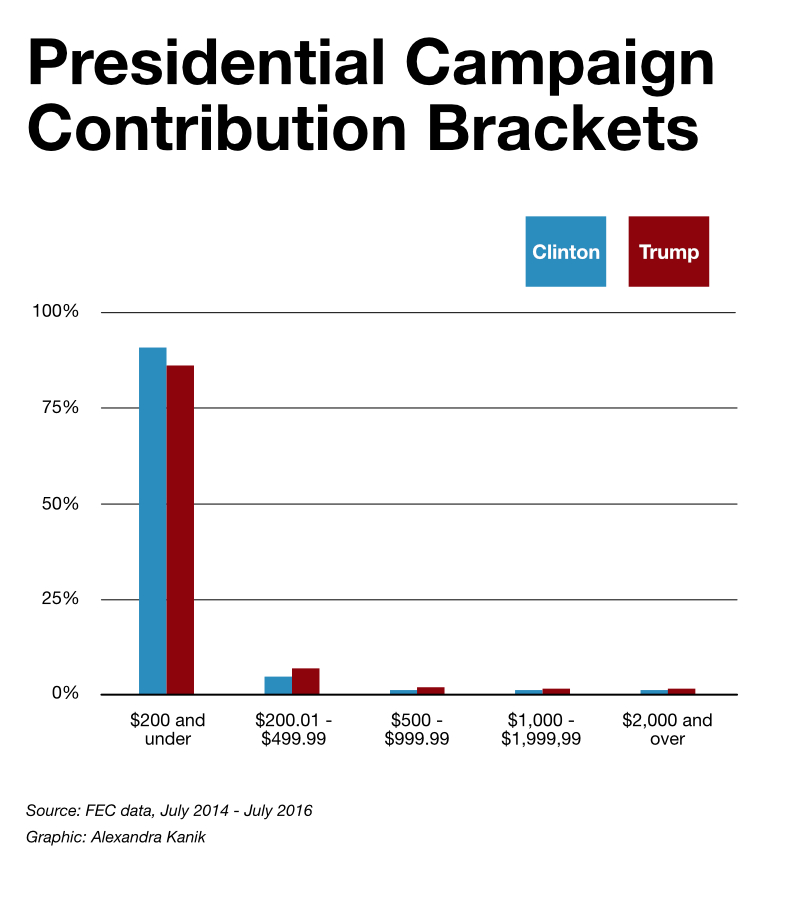 Presidential Campaign
Contribution Brackets
Clinton
Trump
100%
75%
50%
25%
0%
$200 and
under
$200.01 -
$499.99
$500 -
$999.99
$1,000 -
$1,999,99
$2,000 and
over
Source: FEC data, July 2014 - July 2016
Graphic: Alexandra Kanik